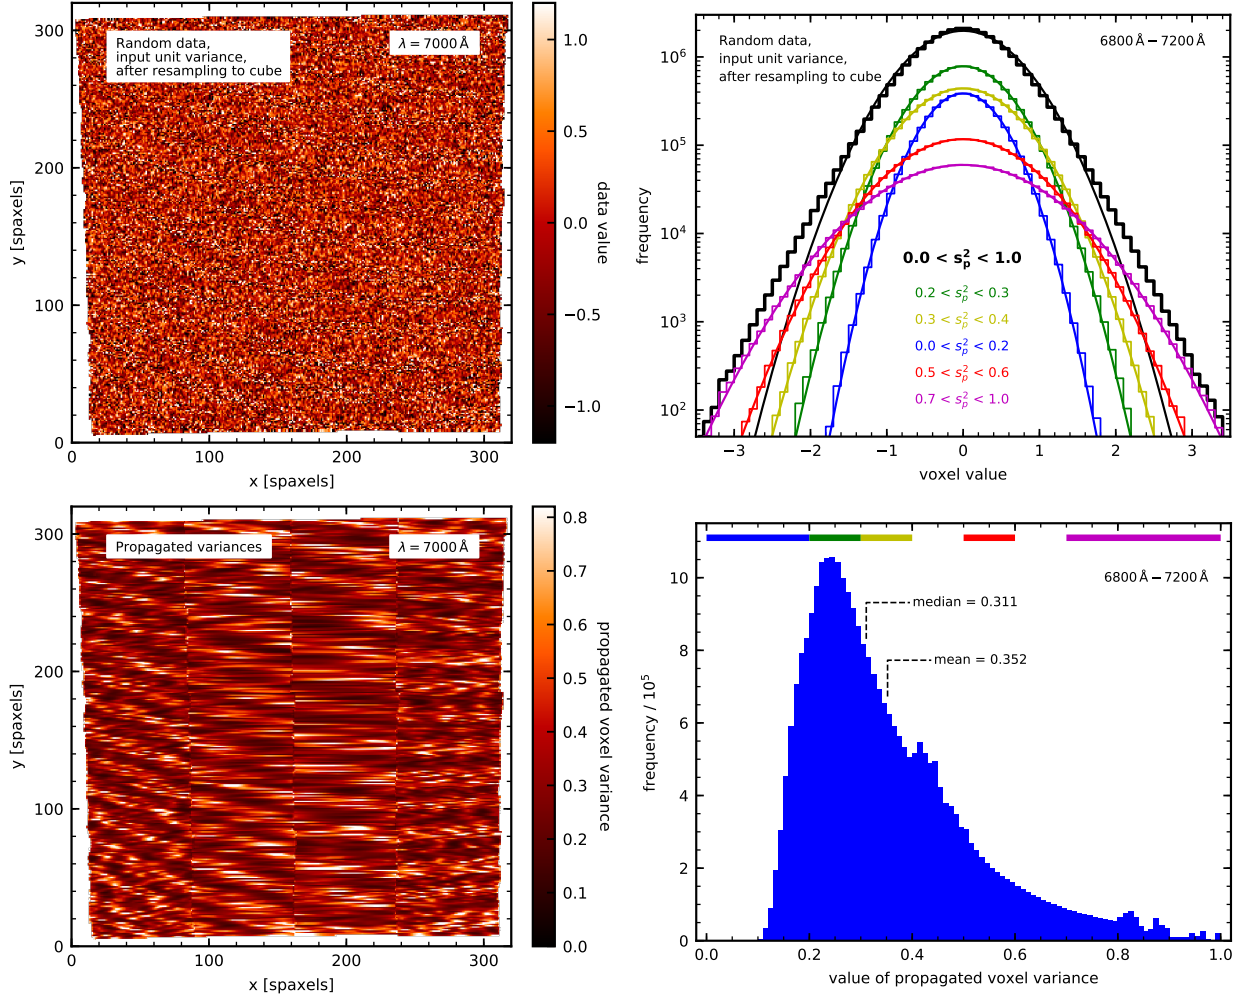 Random data,
input unit variance,
after resampling to cube
λ = 7000 Å
300
200
100
0
y [spaxels]
0 100 200 300
x [spaxels]
1.0
0.5
0.0
−0.5
−1.0
data value
Random data,
input unit variance,
after resampling to cube
6800 Å − 7200 Å
10⁶
10⁵
10⁴
10³
10²
frequency
0.0 < s_p² < 1.0
0.2 < s_p² < 0.3
0.3 < s_p² < 0.4
0.0 < s_p² < 0.2
0.5 < s_p² < 0.6
0.7 < s_p² < 1.0
−3 −2 −1 0 1 2 3
voxel value
Propagated variances
λ = 7000 Å
300
200
100
0
y [spaxels]
0 100 200 300
x [spaxels]
0.8
0.7
0.6
0.5
0.4
0.3
0.2
0.1
0.0
propagated voxel variance
6800 Å − 7200 Å
median = 0.311
mean = 0.352
10
8
6
4
2
0
frequency / 10⁵
0.0 0.2 0.4 0.6 0.8 1.0
value of propagated voxel variance